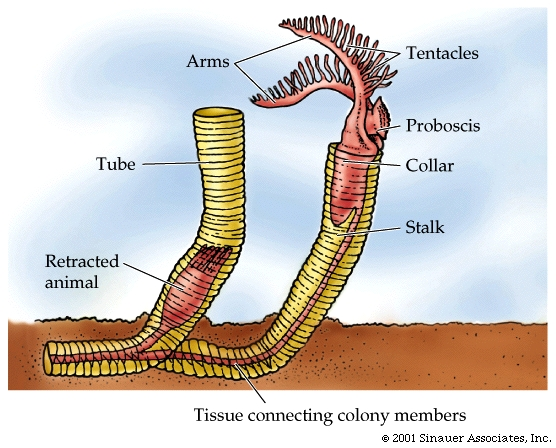 Arms
Tentacles
Proboscis
Tube
Collar
Stalk
Retracted
animal
Tissue connecting colony members
© 2001 Sinauer Associates, Inc.